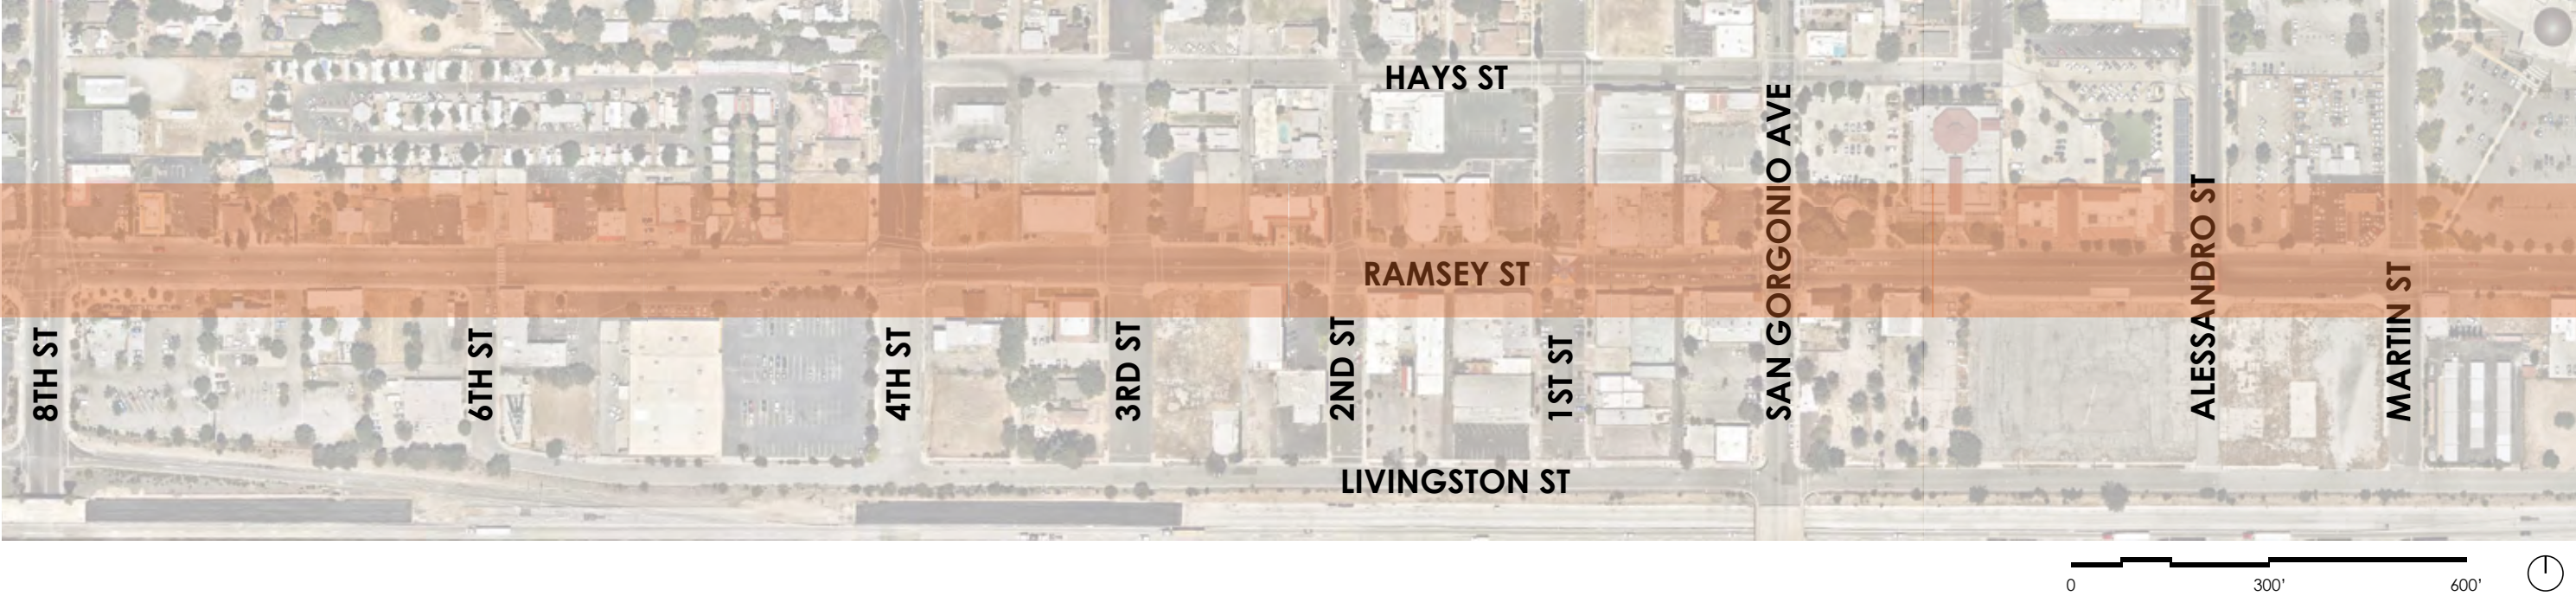 HAYS ST
RAMSEY ST
8TH ST
6TH ST
4TH ST
3RD ST
2ND ST
1ST ST
SAN GORGONIO AVE
ALESSANDRO ST
MARTIN ST
LIVINGSTON ST
0 300' 600'